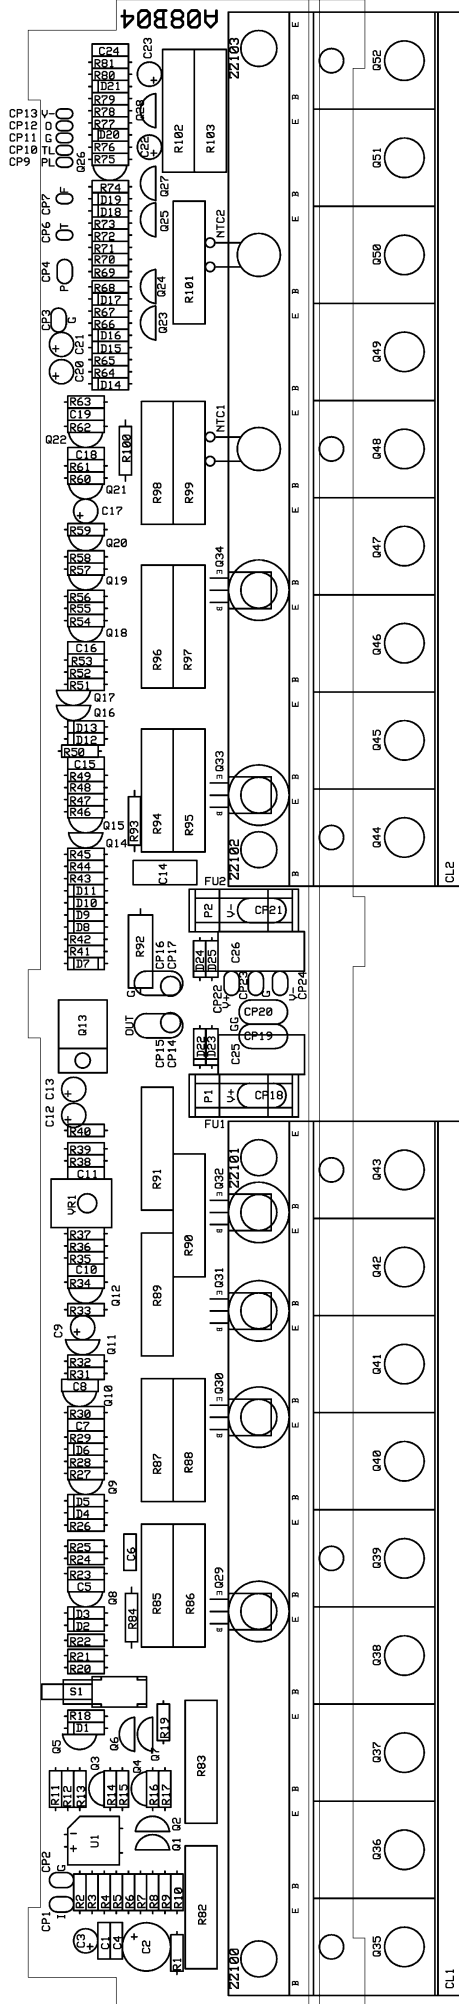 A08B04
C24
C23
ZZ103
E
Q52
R81
R80
D21
R79
R78
R77
Q28
B
CP13 V-
CP12 O
CP11 G
CP10 TL
CP9 PL
D20
R76
R75
Q26
C22
R102
R103
E
Q51
B
CP7 F
R74
D19
D18
Q27
CP6 T
R73
R72
R71
Q25
NTC2
E
Q50
B
CP4 P
R70
R69
R68
D17
Q24
R101
CP3 G
R67
R66
D16
Q23
C21
D15
R65
E
Q49
B
C20
R64
D14
R63
C19
R62
Q22
R100
NTC1
E
Q48
B
C18
R61
R60
Q21
R98
R99
C17
R59
Q20
E
Q47
B
R58
R57
Q19
Q34
E
B
R56
R55
R54
Q18
R96
R97
E
Q46
B
C16
R53
R52
R51
Q17
Q16
D13
D12
R50
E
Q45
B
C15
R49
R48
R47
R46
Q33
E
B
Q15
Q14
R93
R94
R95
ZZ102
E
Q44
B
R45
R44
R43
C14
FU2
CL2
D11
D10
D9
D8
P2
V-
CP21
R42
R41
D7
R92
CP16
CP17
G
D24
D25
C26
CP22
V+
CP23
G
CP24
V-
Q13
OUT
CP15
CP14
CP20
GG
CP19
D22
D23
C25
C13
C12
P1
V+
CP18
FU1
R40
R39
R38
C11
R91
Q32
E
B
ZZ101
E
Q43
B
VR1
R37
R36
R35
C10
R34
Q12
R33
R90
R89
Q31
E
B
E
Q42
B
C9
Q11
R32
R31
C8
Q10
Q30
E
B
E
Q41
B
R30
C7
R29
D6
R28
R27
Q9
R87
R88
E
Q40
B
D5
D4
R26
R25
R24
C6
R23
C5
Q8
Q29
E
B
R85
R86
E
Q39
B
D3
D2
R22
R84
R21
R20
E
Q38
B
S1
R18
D1
Q5
Q6
Q7
R19
R83
E
Q37
B
Q3
Q4
R11
R12
R13
R14
R15
R16
R17
U1
Q2
Q1
E
Q36
B
CP2 G
CP1 I
R2
R3
R4
R5
R6
R7
R8
R9
R10
R82
C3
C1
C4
C2
R1
ZZ100
E
Q35
B
CL1